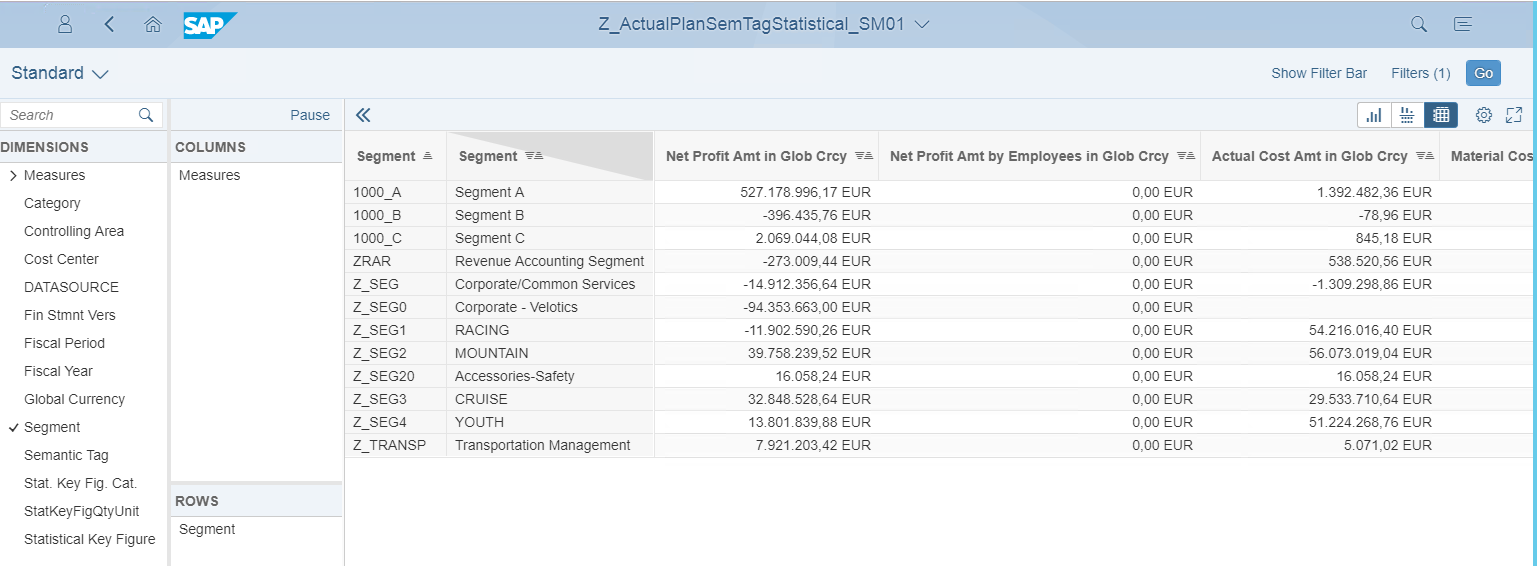 SAP
Z_ActualPlanSemTagStatistical_SM01
Standard
Show Filter Bar Filters (1) Go
Search
DIMENSIONS
Measures
Category
Controlling Area
Cost Center
DATASOURCE
Fin Stmnt Vers
Fiscal Period
Fiscal Year
Global Currency
Segment
Semantic Tag
Stat. Key Fig. Cat.
StatKeyFigQtyUnit
Statistical Key Figure
Pause
COLUMNS
Measures
ROWS
Segment
Segment Segment Net Profit Amt in Glob Crcy Net Profit Amt by Employees in Glob Crcy Actual Cost Amt in Glob Crcy Material Cos
1000_A Segment A 527.178.996,17 EUR 0,00 EUR 1.392.482,36 EUR
1000_B Segment B -396.435,76 EUR 0,00 EUR -78,96 EUR
1000_C Segment C 2.069.044,08 EUR 0,00 EUR 845,18 EUR
ZRAR Revenue Accounting Segment -273.009,44 EUR 0,00 EUR 538.520,56 EUR
Z_SEG Corporate/Common Services -14.912.356,64 EUR 0,00 EUR -1.309.298,86 EUR
Z_SEG0 Corporate - Velotics -94.353.663,00 EUR 0,00 EUR
Z_SEG1 RACING -11.902.590,26 EUR 0,00 EUR 54.216.016,40 EUR
Z_SEG2 MOUNTAIN 39.758.239,52 EUR 0,00 EUR 56.073.019,04 EUR
Z_SEG20 Accessories-Safety 16.058,24 EUR 0,00 EUR 16.058,24 EUR
Z_SEG3 CRUISE 32.848.528,64 EUR 0,00 EUR 29.533.710,64 EUR
Z_SEG4 YOUTH 13.801.839,88 EUR 0,00 EUR 51.224.268,76 EUR
Z_TRANSP Transportation Management 7.921.203,42 EUR 0,00 EUR 5.071,02 EUR